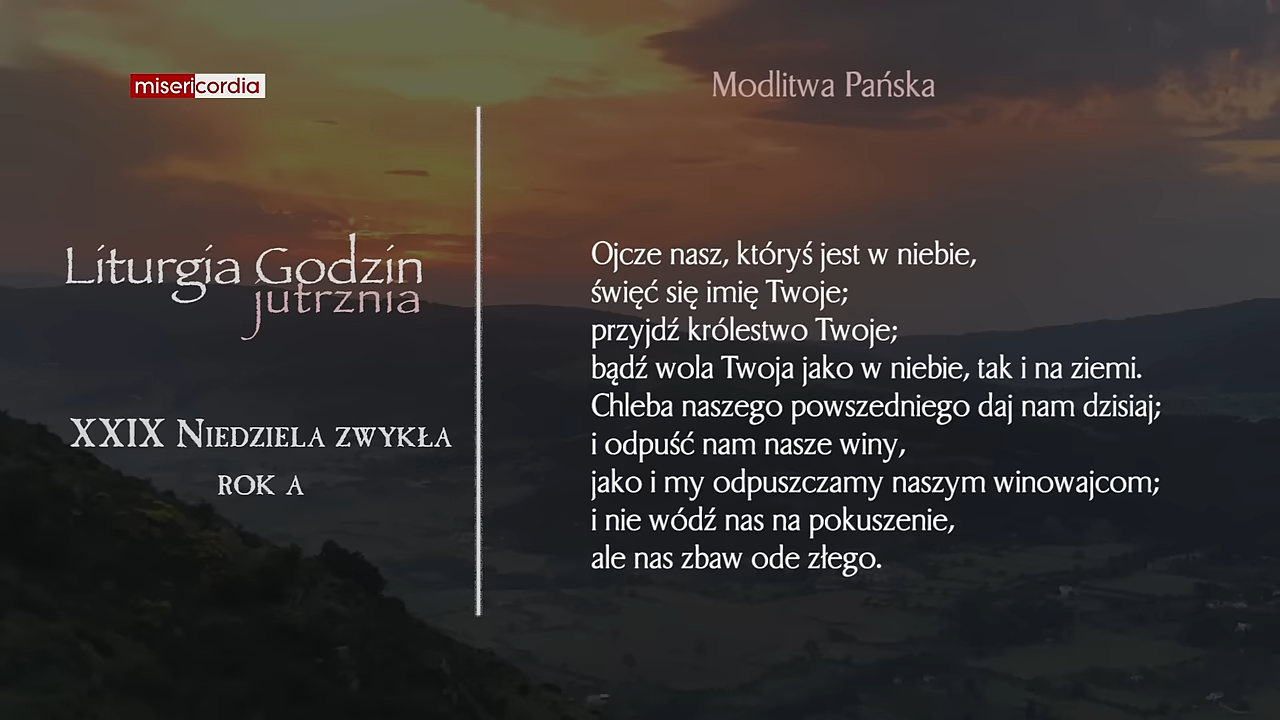 misericordia
Liturgia Godzin
jutrznia
XXIX Niedziela zwykła
rok A
Modlitwa Pańska
Ojcze nasz, któryś jest w niebie,
święć się imię Twoje;
przyjdź królestwo Twoje;
bądź wola Twoja jako w niebie, tak i na ziemi.
Chleba naszego powszedniego daj nam dzisiaj;
i odpuść nam nasze winy,
jako i my odpuszczamy naszym winowajcom;
i nie wódź nas na pokuszenie,
ale nas zbaw ode złego.